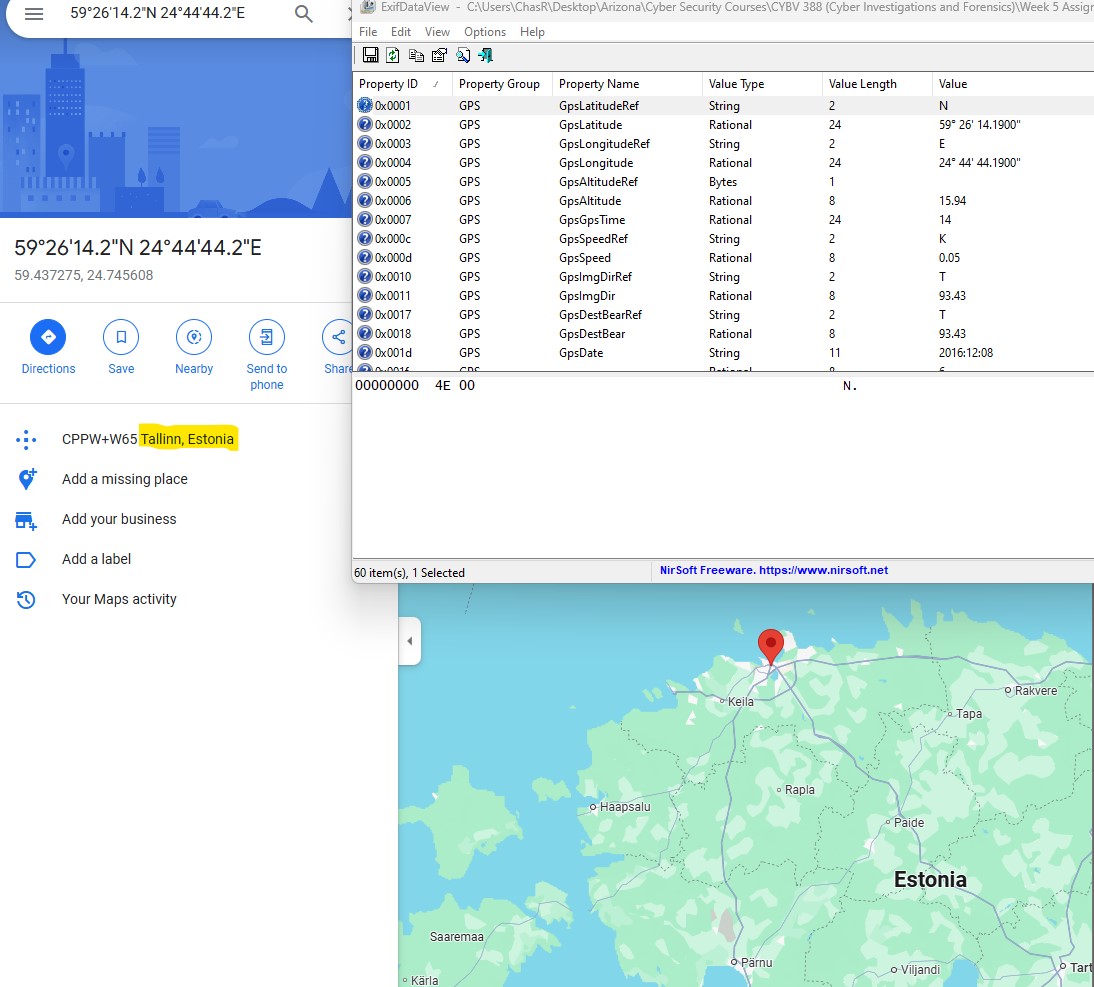 59°26'14.2"N 24°44'44.2"E
59°26'14.2"N 24°44'44.2"E
59.437275, 24.745608
Directions Save Nearby Send to phone Share
CPPW+W65 Tallinn, Estonia
Add a missing place
Add your business
Add a label
Your Maps activity
ExifDataView - C:\Users\ChasR\Desktop\Arizona\Cyber Security Courses\CYBV 388 (Cyber Investigations and Forensics)\Week 5 Assign
File Edit View Options Help
Property ID / Property Group Property Name Value Type Value Length Value
0x0001 GPS GpsLatitudeRef String 2 N
0x0002 GPS GpsLatitude Rational 24 59° 26' 14.1900"
0x0003 GPS GpsLongitudeRef String 2 E
0x0004 GPS GpsLongitude Rational 24 24° 44' 44.1900"
0x0005 GPS GpsAltitudeRef Bytes 1
0x0006 GPS GpsAltitude Rational 8 15.94
0x0007 GPS GpsGpsTime Rational 24 14
0x000c GPS GpsSpeedRef String 2 K
0x000d GPS GpsSpeed Rational 8 0.05
0x0010 GPS GpsImgDirRef String 2 T
0x0011 GPS GpsImgDir Rational 8 93.43
0x0017 GPS GpsDestBearRef String 2 T
0x0018 GPS GpsDestBear Rational 8 93.43
0x001d GPS GpsDate String 11 2016:12:08
00000000 4E 00 N.
60 item(s), 1 Selected
NirSoft Freeware. https://www.nirsoft.net
Keila
Rakvere
Tapa
Rapla
Haapsalu
Paide
Estonia
Saaremaa
Pärnu
Viljandi
Tart
Kärla